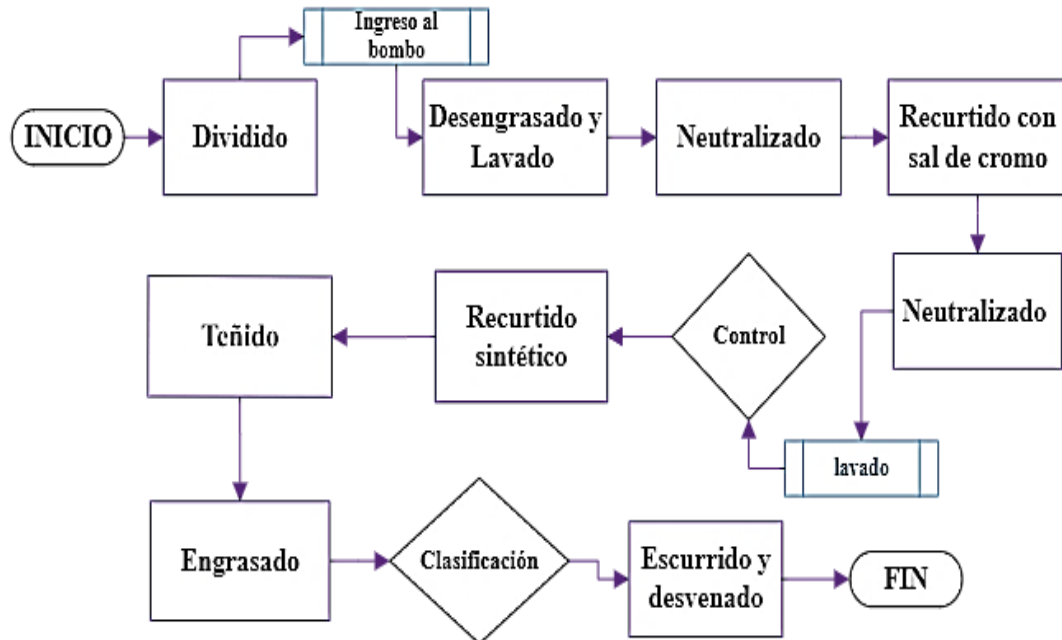 INICIO
Dividido
Ingreso al
bombo
Desengrasado y
Lavado
Neutralizado
Recurtido con
sal de cromo
Neutralizado
lavado
Control
Recurtido
sintético
Teñido
Engrasado
Clasificación
Escurrido y
desvenado
FIN